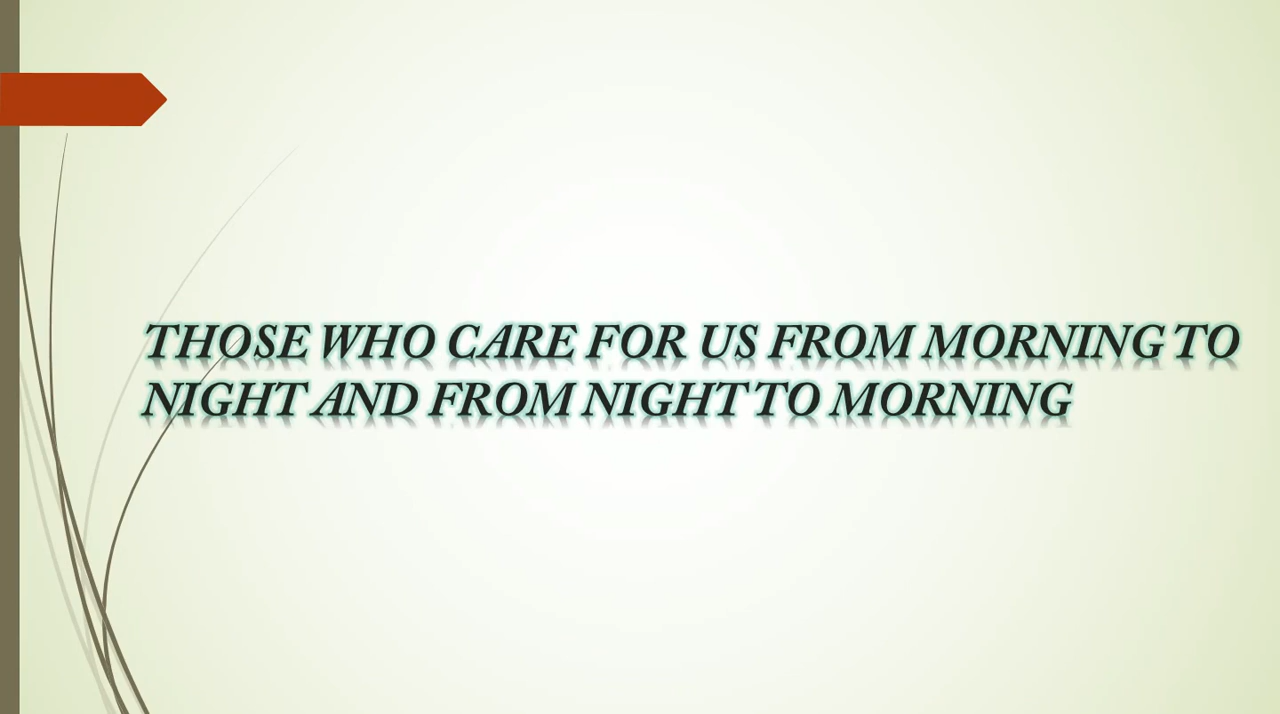 THOSE WHO CARE FOR US FROM MORNING TO
NIGHT AND FROM NIGHT TO MORNING